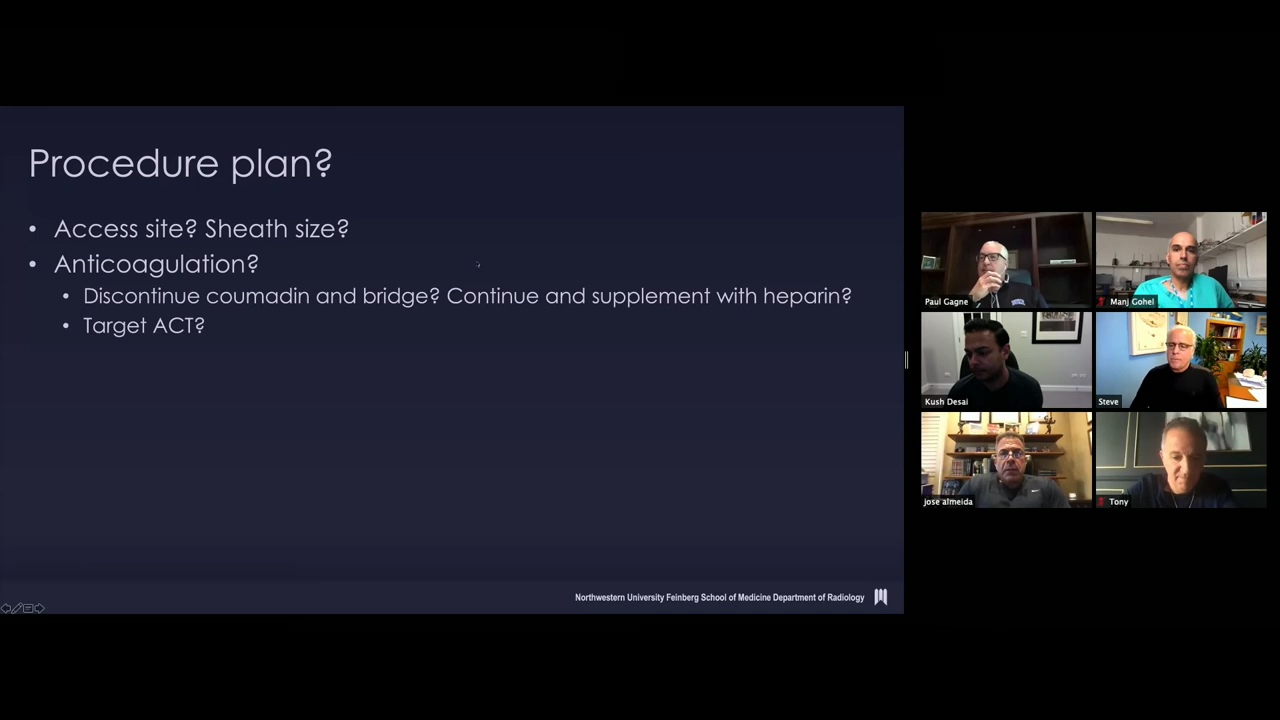 Procedure plan?
• Access site? Sheath size?
• Anticoagulation?
• Discontinue coumadin and bridge? Continue and supplement with heparin?
• Target ACT?
Northwestern University Feinberg School of Medicine Department of Radiology
Paul Gagne
Manj Gohel
Kush Desai
Steve
jose almeida
Tony